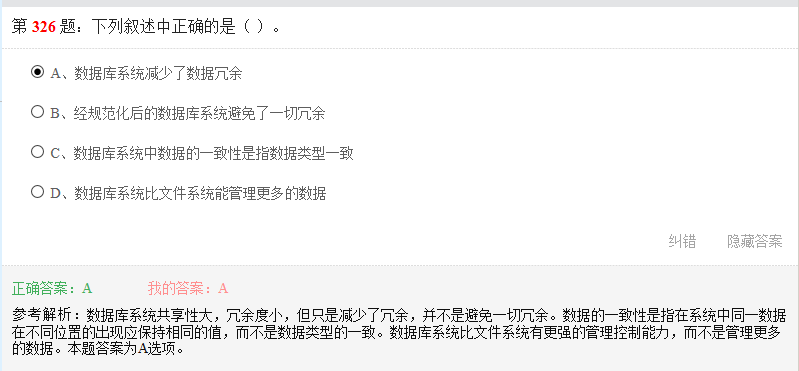 第 326 题：下列叙述中正确的是（ ）。
A、数据库系统减少了数据冗余
B、经规范化后的数据库系统避免了一切冗余
C、数据库系统中数据的一致性是指数据类型一致
D、数据库系统比文件系统能管理更多的数据
纠错 隐藏答案
正确答案：A 我的答案：A
参考解析：数据库系统共享性大，冗余度小，但只是减少了冗余，并不是避免一切冗余。数据的一致性是指在系统中同一数据
在不同位置的出现应保持相同的值，而不是数据类型的一致。数据库系统比文件系统有更强的管理控制能力，而不是管理更多
的数据。本题答案为A选项。